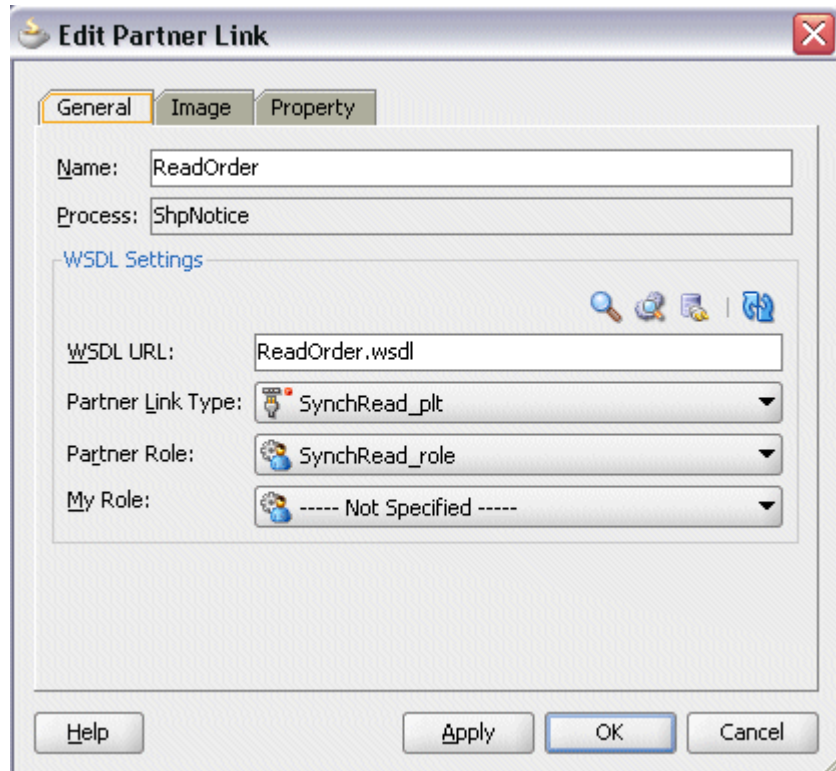 Edit Partner Link
General Image Property
Name: ReadOrder
Process: ShpNotice
WSDL Settings
WSDL URL: ReadOrder.wsdl
Partner Link Type: SynchRead_plt
Partner Role: SynchRead_role
My Role: ----- Not Specified -----
Help Apply OK Cancel